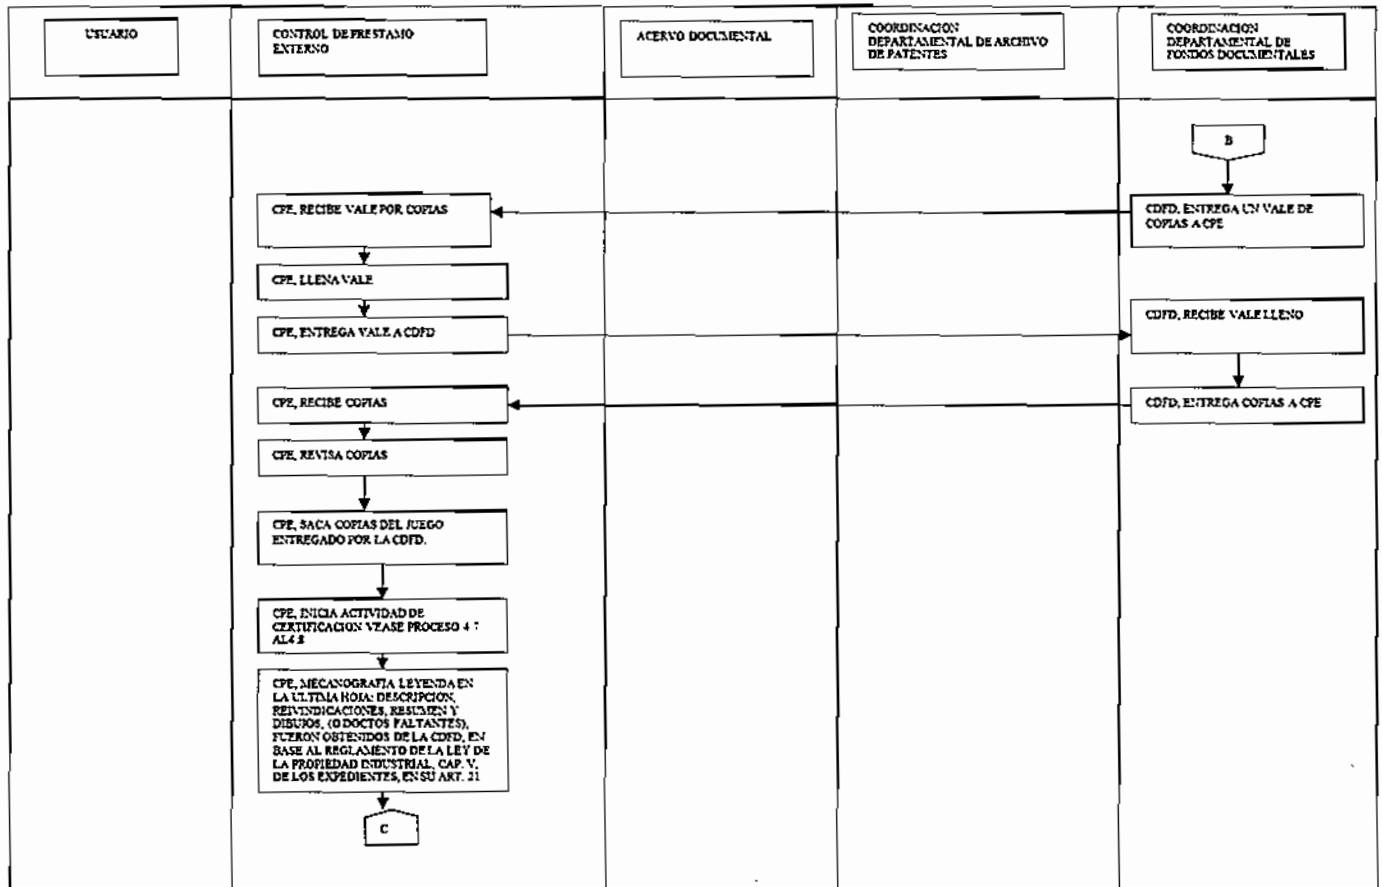 USUARIO
CONTROL DE PRESTAMO
EXTERNO
ACERVO DOCUMENTAL
COORDINACION
DEPARTAMENTAL DE ARCHIVO
DE PATENTES
COORDINACION
DEPARTAMENTAL DE
FONDOS DOCUMENTALES
B
CDFD, ENTREGA UN VALE DE
COPIAS A CPE
CPE, RECIBE VALE POR COPIAS
CPE, LLENA VALE
CPE, ENTREGA VALE A CDFD
CDFD, RECIBE VALE LLENO
CDFD, ENTREGA COPIAS A CPE
CPE, RECIBE COPIAS
CPE, REVISA COPIAS
CPE, SACA COPIAS DEL JUEGO
ENTREGADO POR LA CDFD.
CPE, INICIA ACTIVIDAD DE
CERTIFICACION VEASE PROCESO 4.7
AL 4.8
CPE, MECANOGRAFIA LEYENDA EN
LA ULTIMA HOJA: DESCRIPCION,
REIVINDICACIONES, RESUMEN Y
DIBUJOS, (O DOCTOS FALTANTES),
FUERON OBTENIDOS DE LA CDFD, EN
BASE AL REGLAMENTO DE LA LEY DE
LA PROPIEDAD INDUSTRIAL, CAP. V,
DE LOS EXPEDIENTES, EN SU ART. 21
C